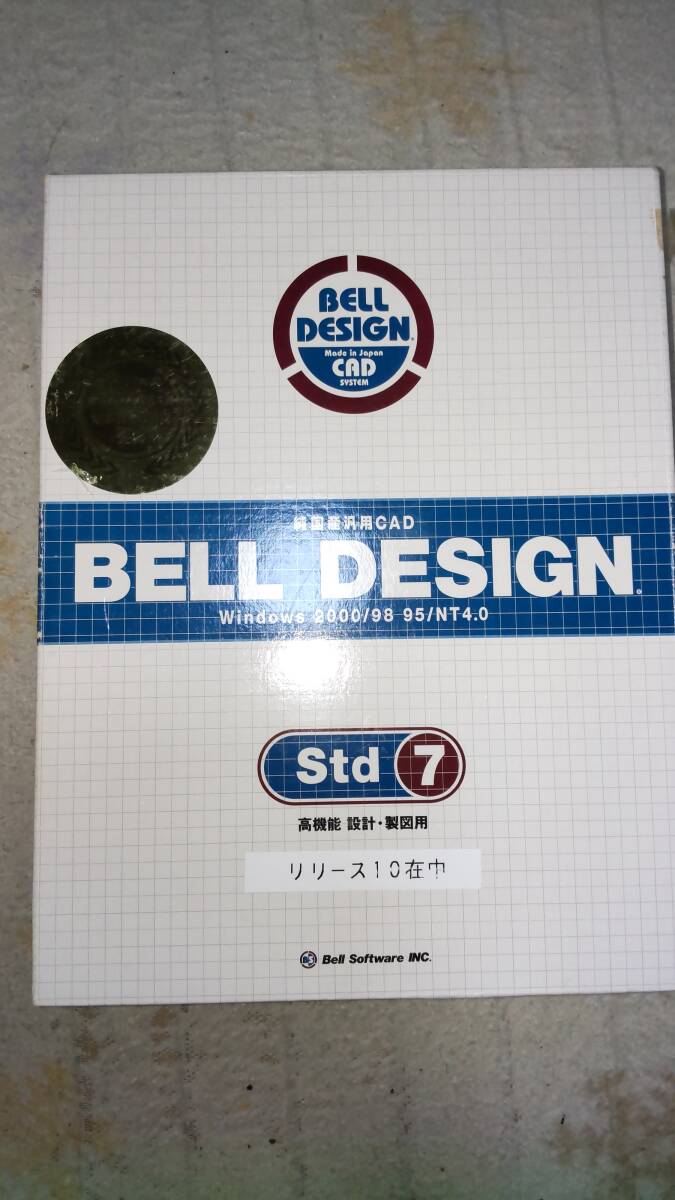 BELL
DESIGN®
Made in Japan
CAD
SYSTEM
純国産汎用CAD
BELL DESIGN®
Windows 2000/98 95/NT4.0
Std 7
高機能 設計・製図用
リリース10在中
BS Bell Software INC.